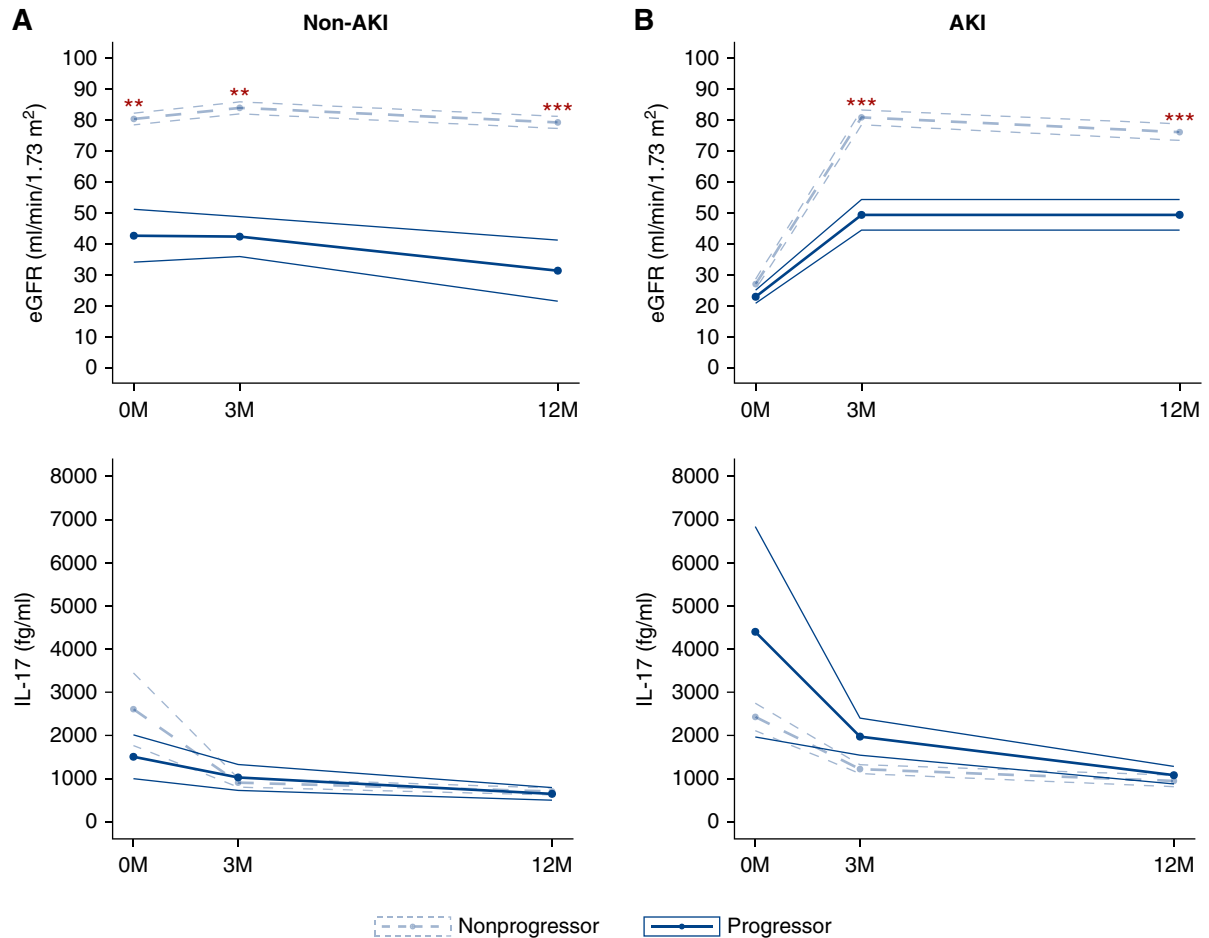 A
Non-AKI
eGFR (ml/min/1.73 m²)
100
90
80
70
60
50
40
30
20
10
0
**
**
***
0M
3M
12M
B
AKI
eGFR (ml/min/1.73 m²)
100
90
80
70
60
50
40
30
20
10
0
***
***
0M
3M
12M
IL-17 (fg/ml)
8000
7000
6000
5000
4000
3000
2000
1000
0
0M
3M
12M
IL-17 (fg/ml)
8000
7000
6000
5000
4000
3000
2000
1000
0
0M
3M
12M
Nonprogressor
Progressor